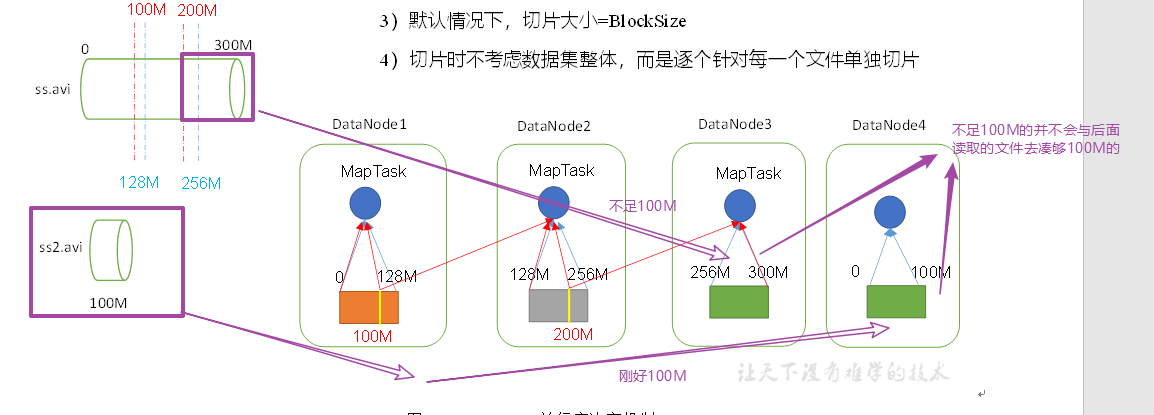 3）默认情况下，切片大小=BlockSize
4）切片时不考虑数据集整体，而是逐个针对每一个文件单独切片
100M 200M
0 300M
ss.avi
128M 256M
ss2.avi
100M
DataNode1
MapTask
0 128M
100M
DataNode2
MapTask
128M 256M
200M
DataNode3
MapTask
256M 300M
DataNode4
0 100M
不足100M
不足100M的并不会与后面
读取的文件去凑够100M的
刚好100M
让天下没有难学的技术